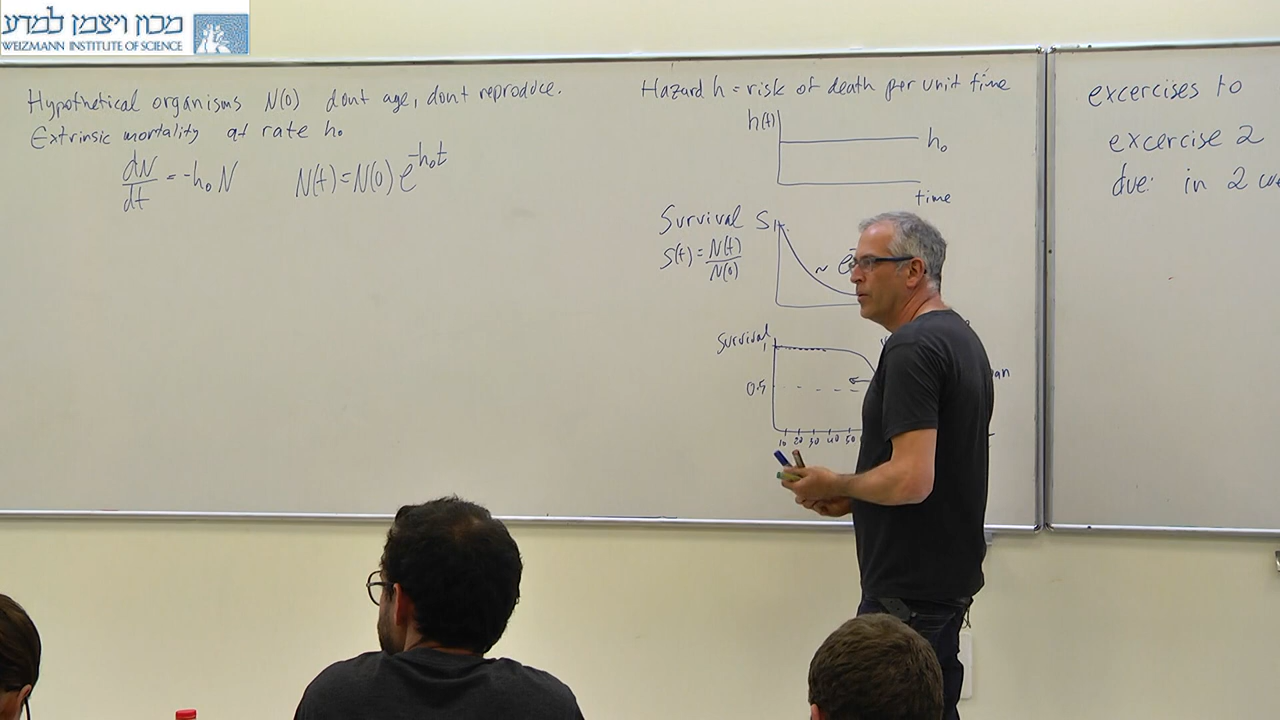 מכון ויצמן למדע
WEIZMANN INSTITUTE OF SCIENCE
Hypothetical organisms N(0) dont age, dont reproduce.
Extrinsic mortality at rate h₀
dN/dt = -h₀ N N(t) = N(0) e^-h₀t
Hazard h = risk of death per unit time
h(t)
h₀
time
Survival S
1
S(t) = N(t)/N(0)
~ e
Survival
1
0.5
10 20 30 40 50
excercises to
excercise 2
due: in 2